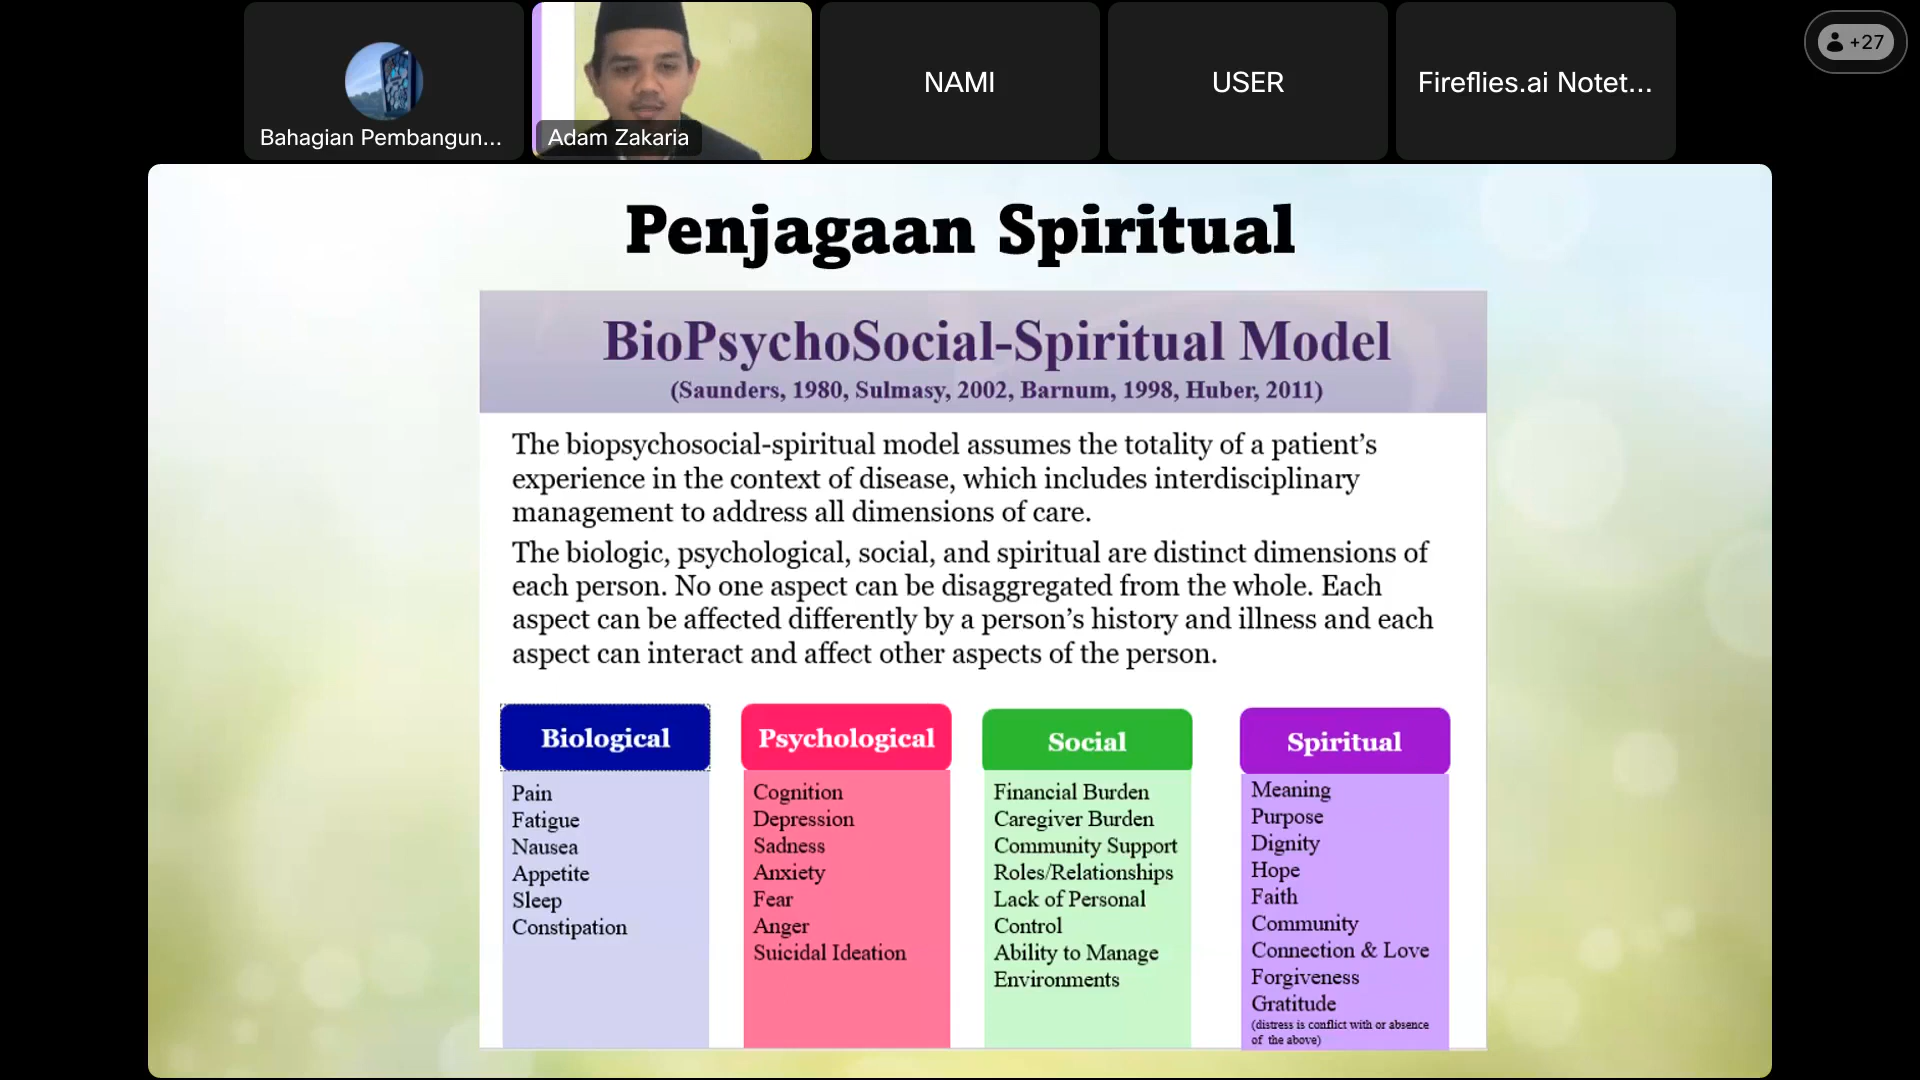 Bahagian Pembangun...
Adam Zakaria
NAMI
USER
Fireflies.ai Notet...
+27
Penjagaan Spiritual
BioPsychoSocial-Spiritual Model
(Saunders, 1980, Sulmasy, 2002, Barnum, 1998, Huber, 2011)
The biopsychosocial-spiritual model assumes the totality of a patient's
experience in the context of disease, which includes interdisciplinary
management to address all dimensions of care.
The biologic, psychological, social, and spiritual are distinct dimensions of
each person. No one aspect can be disaggregated from the whole. Each
aspect can be affected differently by a person's history and illness and each
aspect can interact and affect other aspects of the person.
Biological
Pain
Fatigue
Nausea
Appetite
Sleep
Constipation
Psychological
Cognition
Depression
Sadness
Anxiety
Fear
Anger
Suicidal Ideation
Social
Financial Burden
Caregiver Burden
Community Support
Roles/Relationships
Lack of Personal
Control
Ability to Manage
Environments
Spiritual
Meaning
Purpose
Dignity
Hope
Faith
Community
Connection & Love
Forgiveness
Gratitude
(distress is conflict with or absence
of the above)